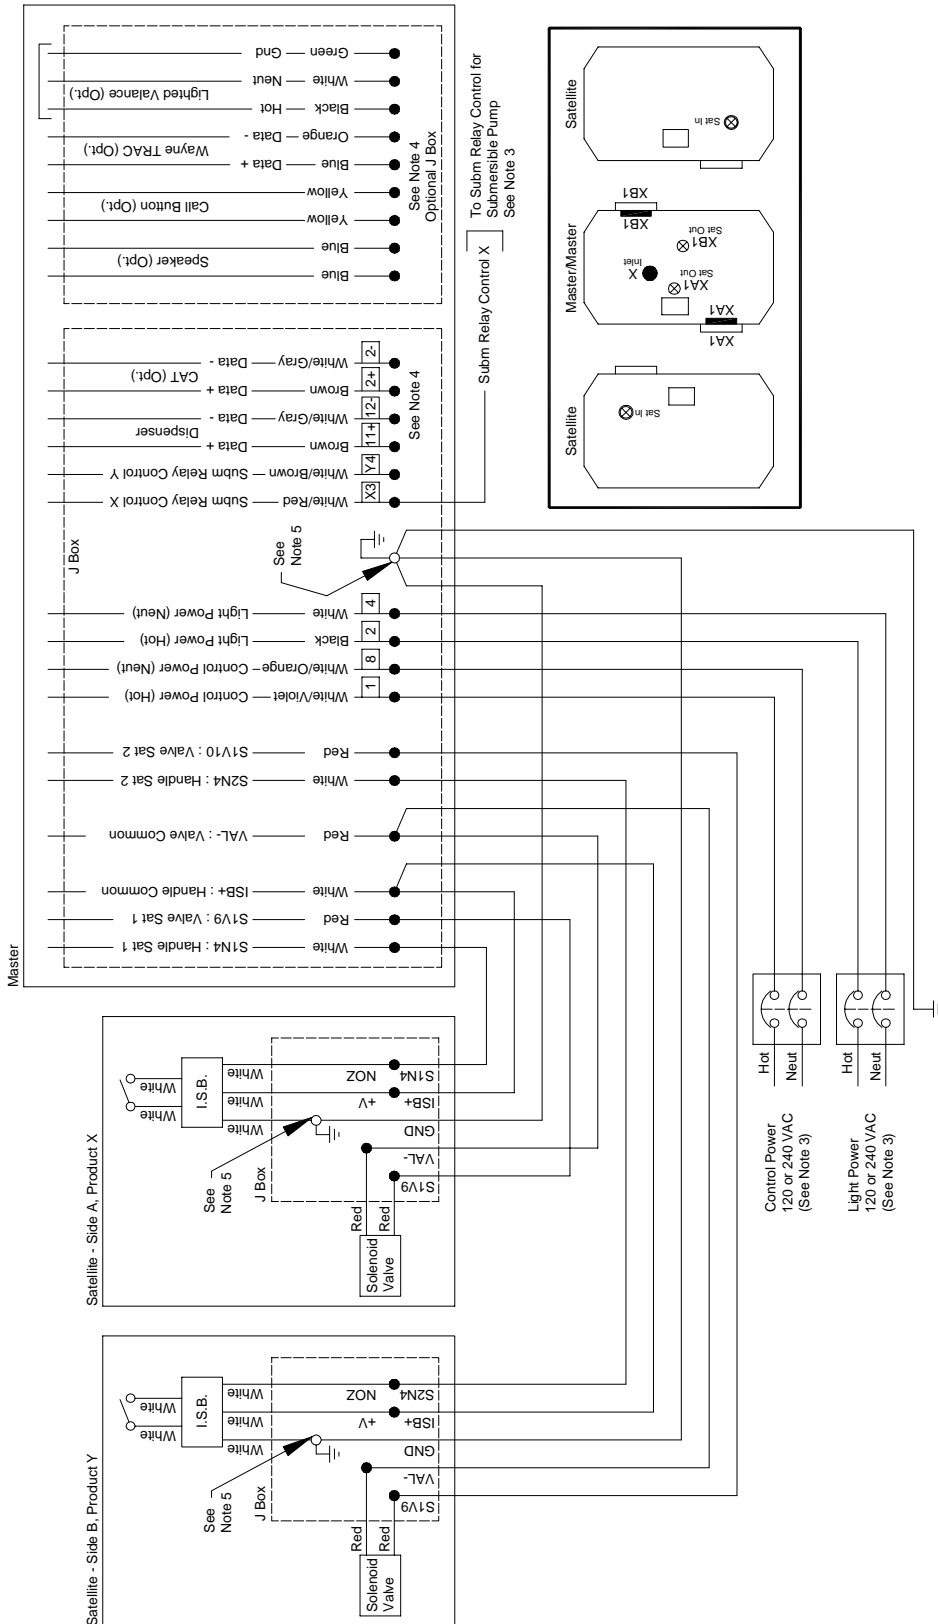 Master
J Box
Green Gnd
White Neut
Black Hot
Lighted Valance (Opt.)
Orange Data -
Blue Data +
Wayne TRAC (Opt.)
Yellow
Yellow
Call Button (Opt.)
Blue
Blue
Speaker (Opt.)
See Note 4
Optional J Box
2- White/Gray Data -
2+ Brown Data +
CAT (Opt.)
12- White/Gray Data -
11+ Brown Data +
Dispenser
Y4 White/Brown Subm Relay Control Y
X3 White/Red Subm Relay Control X
See Note 4
Subm Relay Control X
To Subm Relay Control for
Submersible Pump
See Note 3
See
Note 5
4 White Light Power (Neut)
2 Black Light Power (Hot)
8 White/Orange Control Power (Neut)
1 White/Violet Control Power (Hot)
Red S1V10 : Valve Sat 2
White S2N4 : Handle Sat 2
Red VAL- : Valve Common
White ISB+ : Handle Common
Red S1V9 : Valve Sat 1
White S1N4 : Handle Sat 1
Satellite
Sat In
Master/Master
XB1
XB1
Sat Out
XB1
Inlet
X
Sat Out
XA1
XA1
XA1
Satellite
Sat In
Satellite - Side A, Product X
White
White
I.S.B.
White
White
White
NOZ
+V
S1N4
ISB+
GND
VAL-
S1V9
See
Note 5
J Box
Red
Red
Solenoid
Valve
Satellite - Side B, Product Y
White
White
I.S.B.
White
White
White
NOZ
+V
S2N4
ISB+
GND
VAL-
S1V9
See
Note 5
J Box
Red
Red
Solenoid
Valve
Hot
Neut
Control Power
120 or 240 VAC
(See Note 3)
Hot
Neut
Light Power
120 or 240 VAC
(See Note 3)